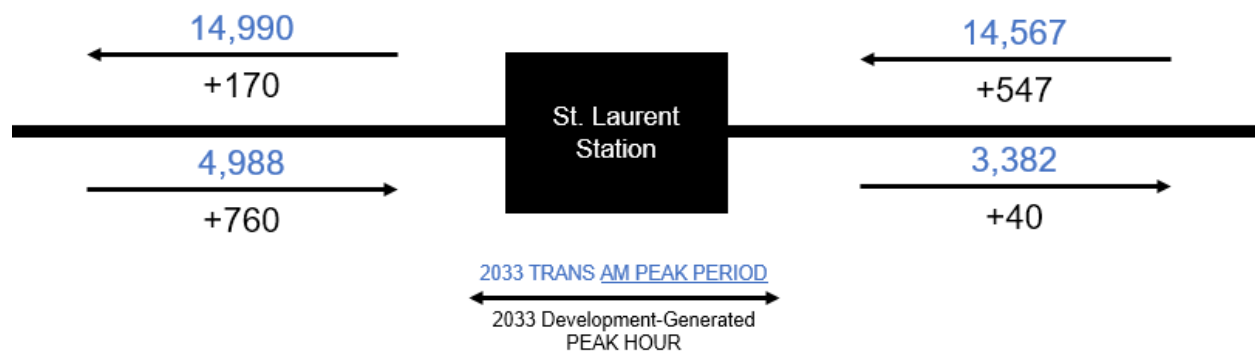 14,990
+170
4,988
+760
St. Laurent
Station
14,567
+547
3,382
+40
2033 TRANS AM PEAK PERIOD
2033 Development-Generated
PEAK HOUR